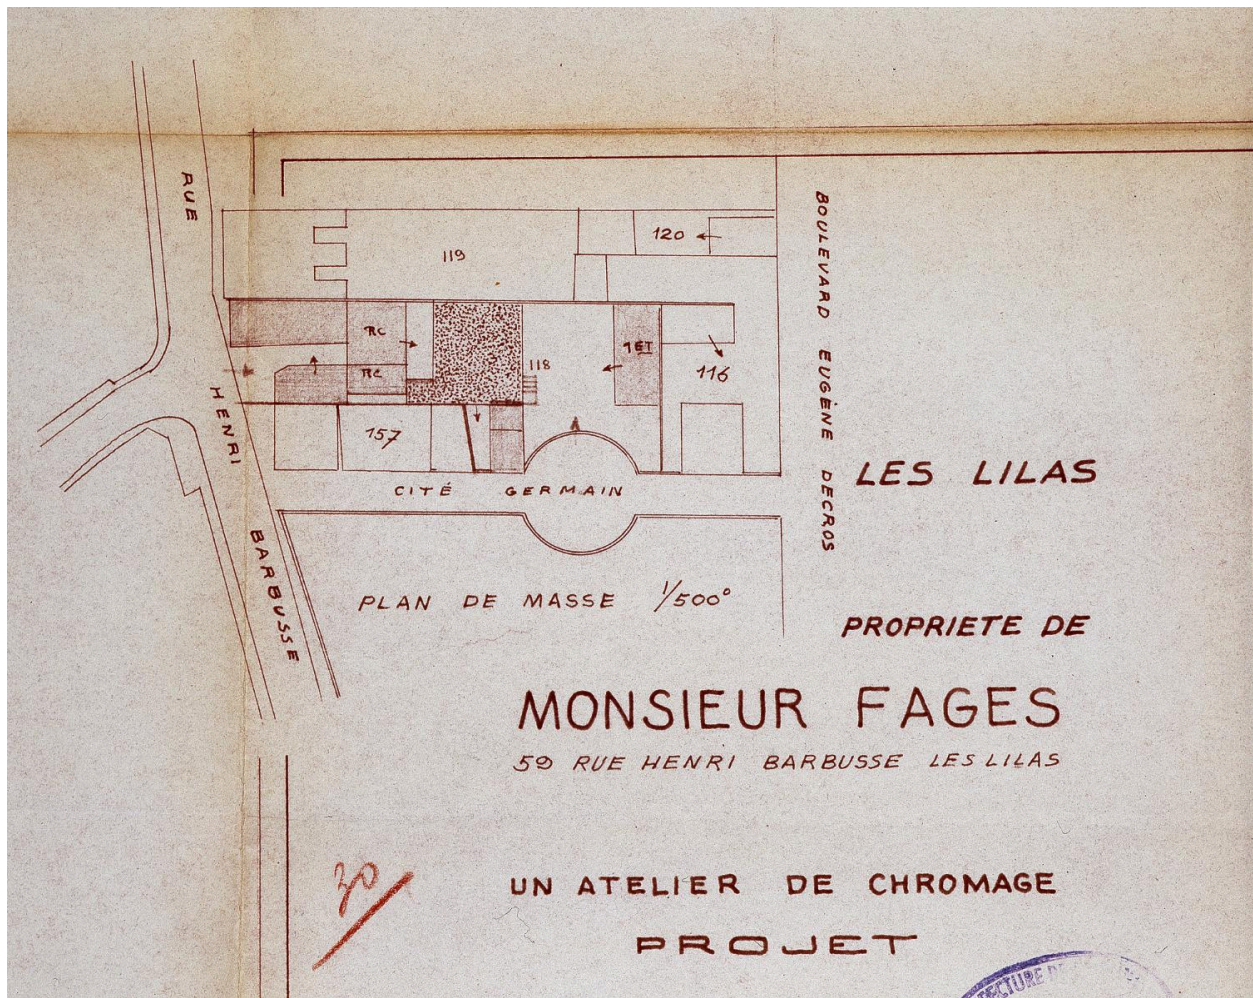 RUE
HENRI
BARBUSSE
BOULEVARD EUGÈNE DECROS
120
119
RC
RC
118
1ET
116
157
CITÉ GERMAIN
LES LILAS
PLAN DE MASSE 1/500°
PROPRIETE DE
MONSIEUR FAGES
59 RUE HENRI BARBUSSE LES LILAS
30
UN ATELIER DE CHROMAGE
PROJET